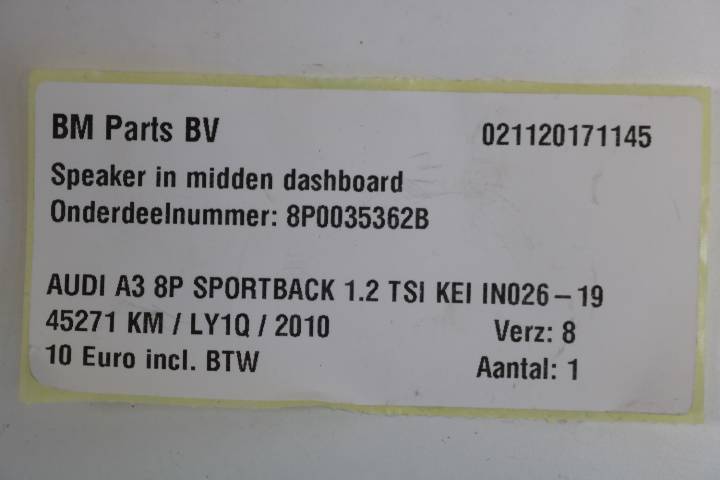 BM Parts BV 021120171145
Speaker in midden dashboard
Onderdeelnummer: 8P0035362B
AUDI A3 8P SPORTBACK 1.2 TSI KEI IN026-19
45271 KM / LY1Q / 2010 Verz: 8
10 Euro incl. BTW Aantal: 1